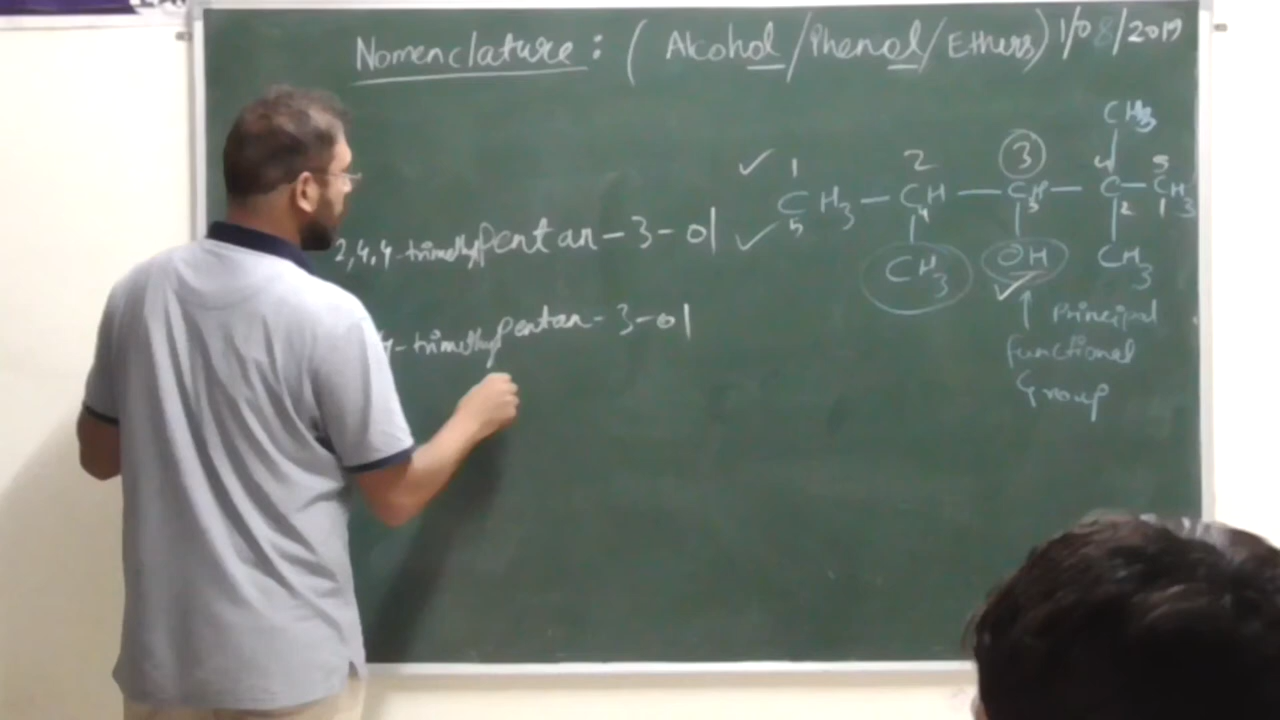 Nomenclature: (Alcohol/Phenol/Ethers) 1/08/2019
CH3
1 2 3 4 5
CH3 — CH — CH — C — CH3
5 4 3 2 1
CH3 OH CH3
2,4,4-trimethylpentan-3-ol
4-trimethylpentan-3-ol
Principal
functional
Group